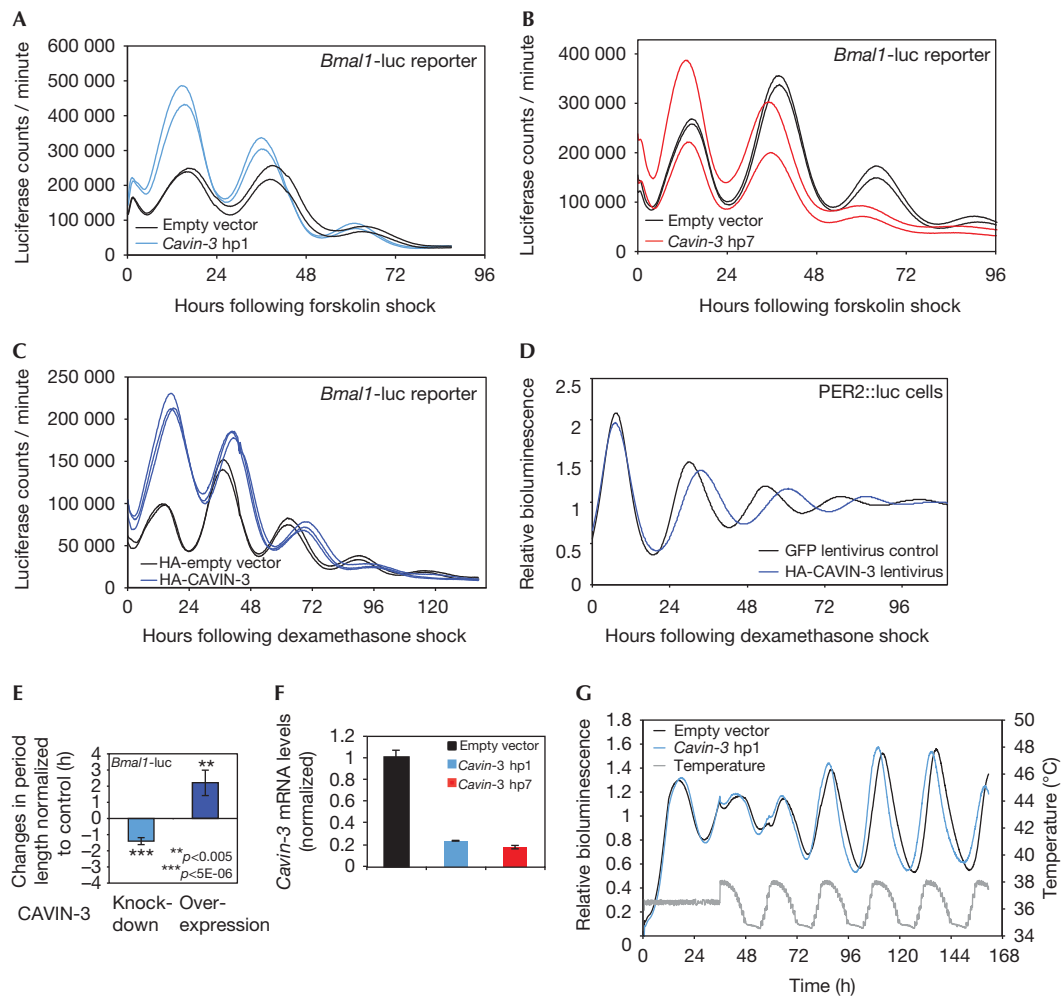 A
600 000
500 000
400 000
300 000
200 000
100 000
0
Luciferase counts / minute
Bmal1-luc reporter
Empty vector
Cavin-3 hp1
0 24 48 72 96
Hours following forskolin shock
B
400 000
300 000
200 000
100 000
0
Luciferase counts / minute
Bmal1-luc reporter
Empty vector
Cavin-3 hp7
0 24 48 72 96
Hours following forskolin shock
C
250 000
200 000
150 000
100 000
50 000
0
Luciferase counts / minute
Bmal1-luc reporter
HA-empty vector
HA-CAVIN-3
0 24 48 72 96 120
Hours following dexamethasone shock
D
2.5
2
1.5
1
0.5
0
Relative bioluminescence
PER2::luc cells
GFP lentivirus control
HA-CAVIN-3 lentivirus
0 24 48 72 96
Hours following dexamethasone shock
E
Changes in period
length normalized
to control (h)
4
3
2
1
0
–1
–2
–3
–4
Bmal1-luc
**
***
**p<0.005
***p<5E-06
CAVIN-3
Knock-
down
Over-
expression
F
Cavin-3 mRNA levels
(normalized)
1.2
1
0.8
0.6
0.4
0.2
0
Empty vector
Cavin-3 hp1
Cavin-3 hp7
G
Relative bioluminescence
1.8
1.6
1.4
1.2
1.0
0.8
0.6
0.4
0.2
0
Empty vector
Cavin-3 hp1
Temperature
50
48
46
44
42
40
38
36
34
Temperature (°C)
0 24 48 72 96 120 144 168
Time (h)